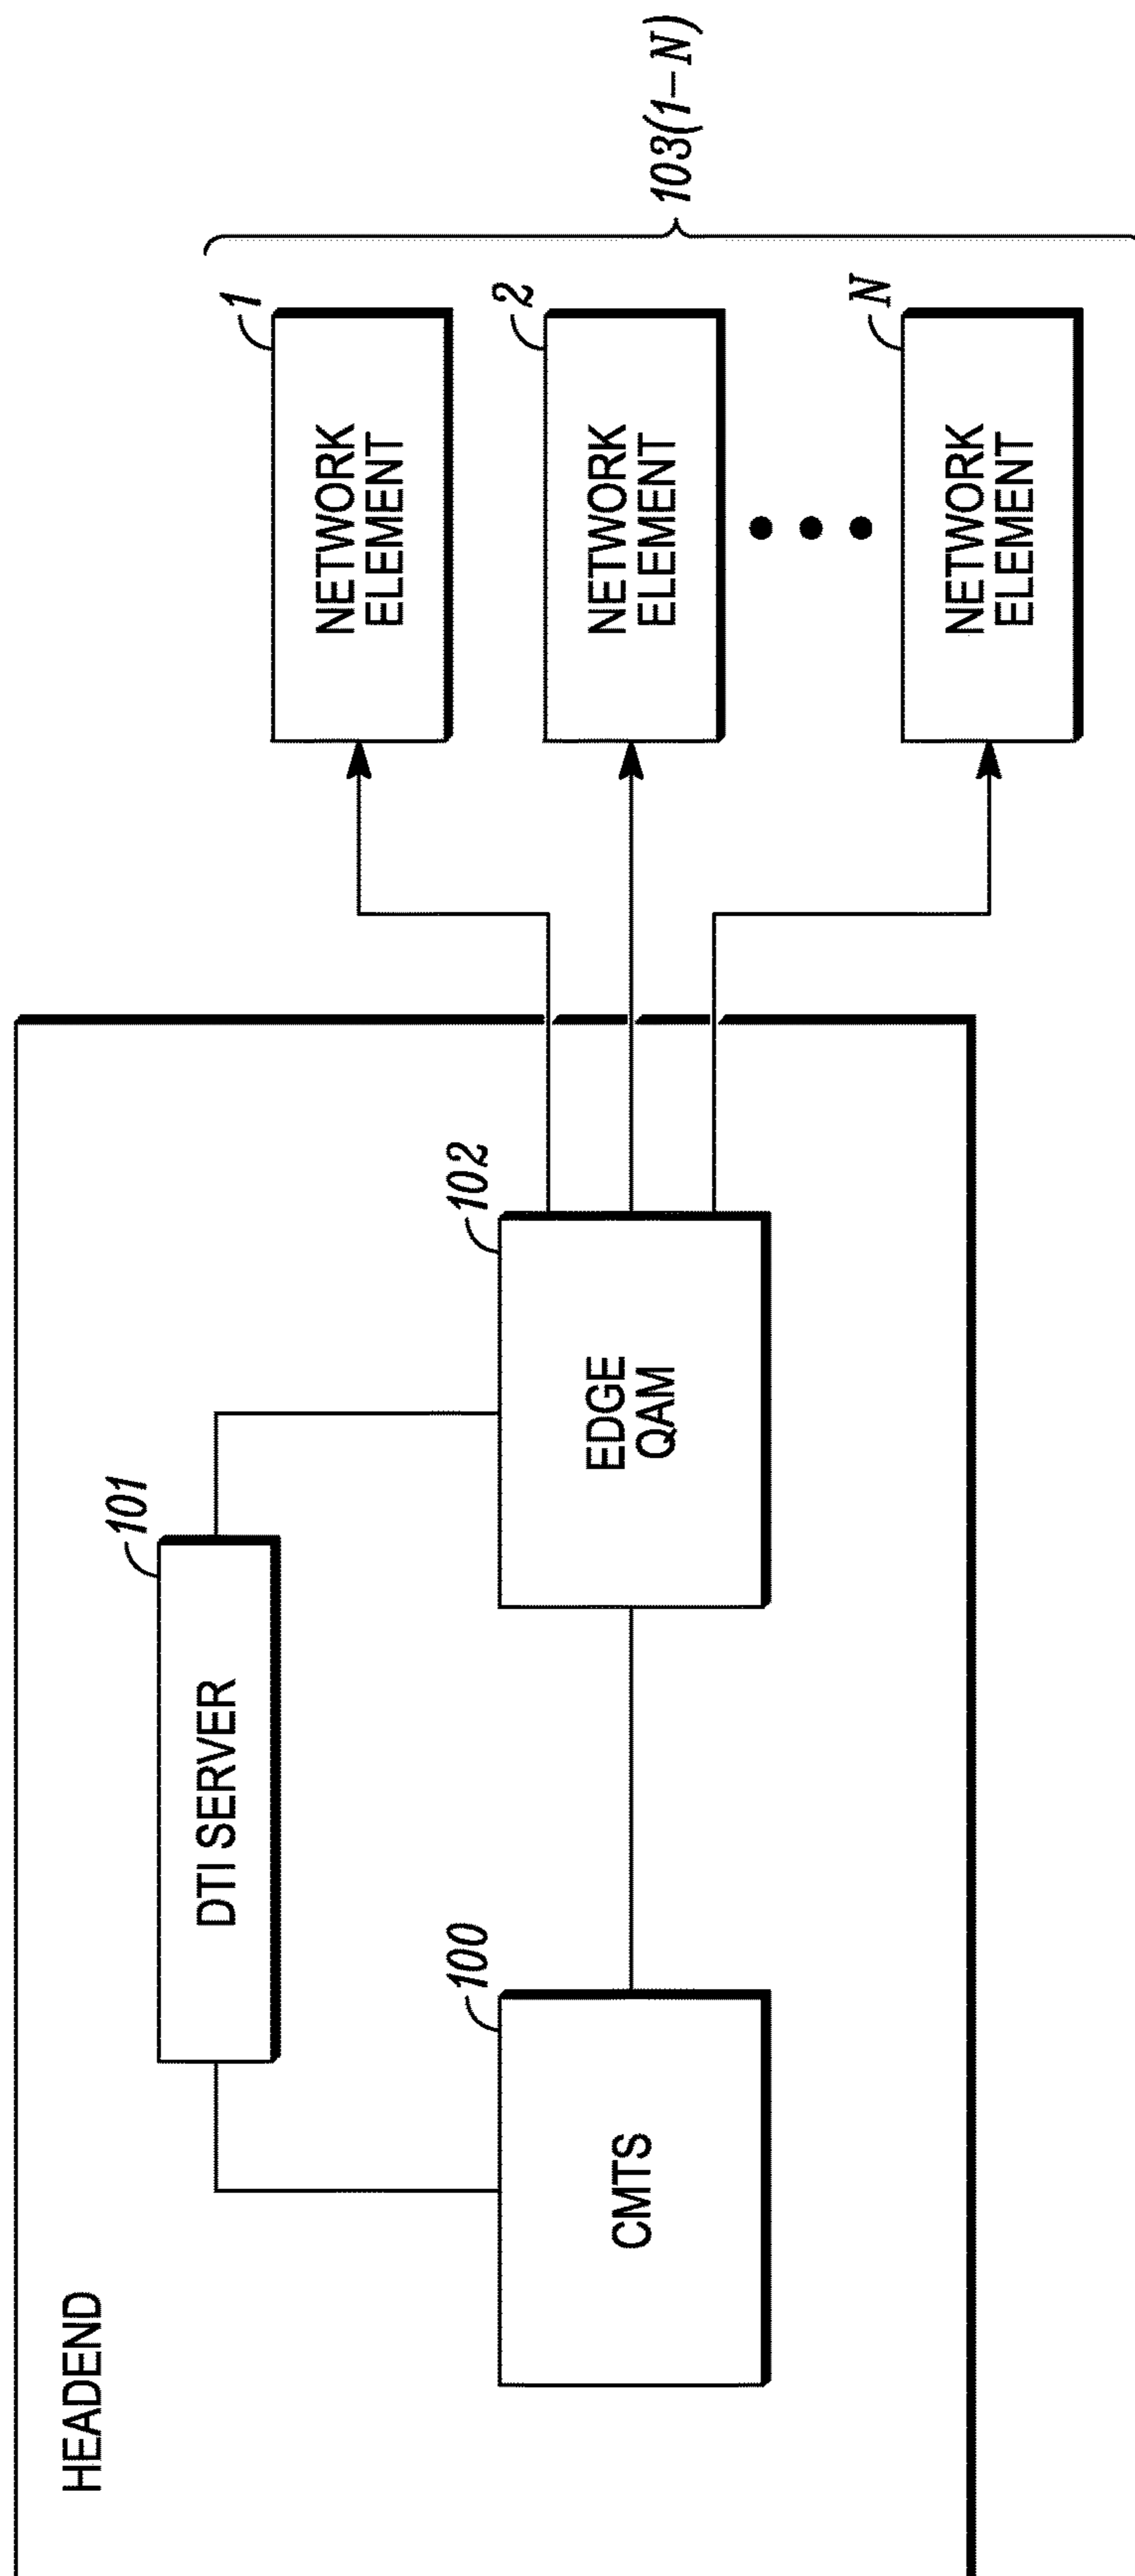 HEADEND
DTI SERVER
101
CMTS
100
EDGE
QAM
102
NETWORK
ELEMENT
1
NETWORK
ELEMENT
2
NETWORK
ELEMENT
N
103(1-N)